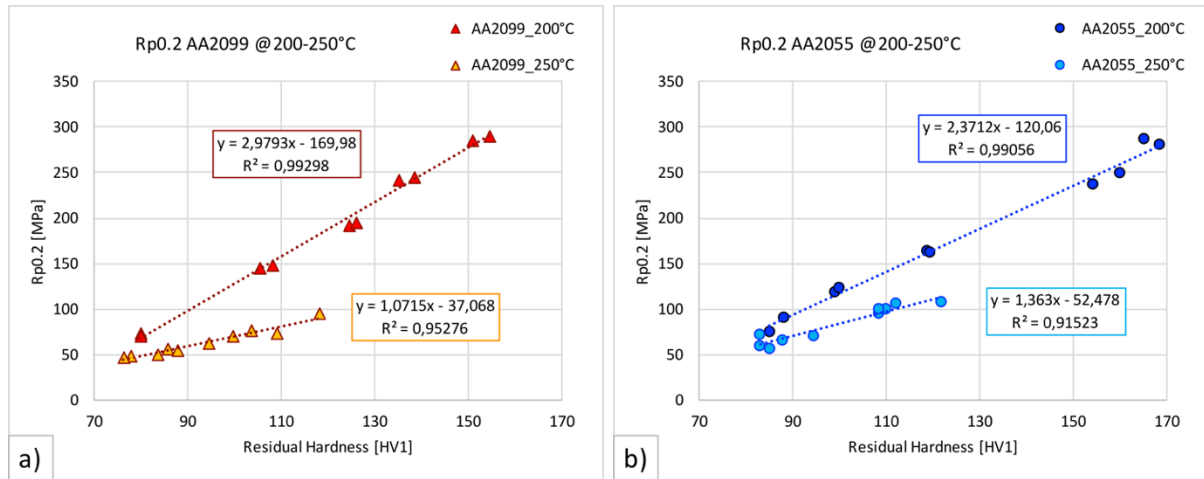 Rp0.2 AA2099 @200-250°C
AA2099_200°C
AA2099_250°C
350
300
250
200
150
100
50
0
Rp0.2 [MPa]
y = 2,9793x - 169,98
R² = 0,99298
y = 1,0715x - 37,068
R² = 0,95276
70 90 110 130 150 170
Residual Hardness [HV1]
a)
Rp0.2 AA2055 @200-250°C
AA2055_200°C
AA2055_250°C
350
300
250
200
150
100
50
0
Rp0.2 [MPa]
y = 2,3712x - 120,06
R² = 0,99056
y = 1,363x - 52,478
R² = 0,91523
70 90 110 130 150 170
Residual Hardness [HV1]
b)